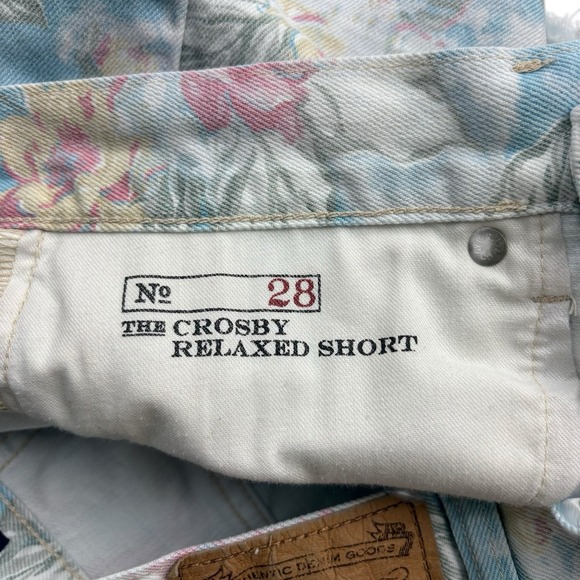 Nº 28
THE CROSBY
RELAXED SHORT
DENIM GOODS